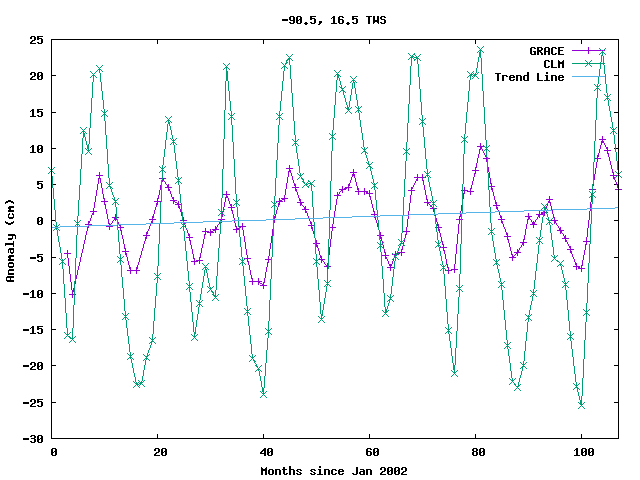 -90.5, 16.5 TWS
GRACE
CLM
Trend Line
25
20
15
10
5
0
-5
-10
-15
-20
-25
-30
Anomaly (cm)
0 20 40 60 80 100
Months since Jan 2002